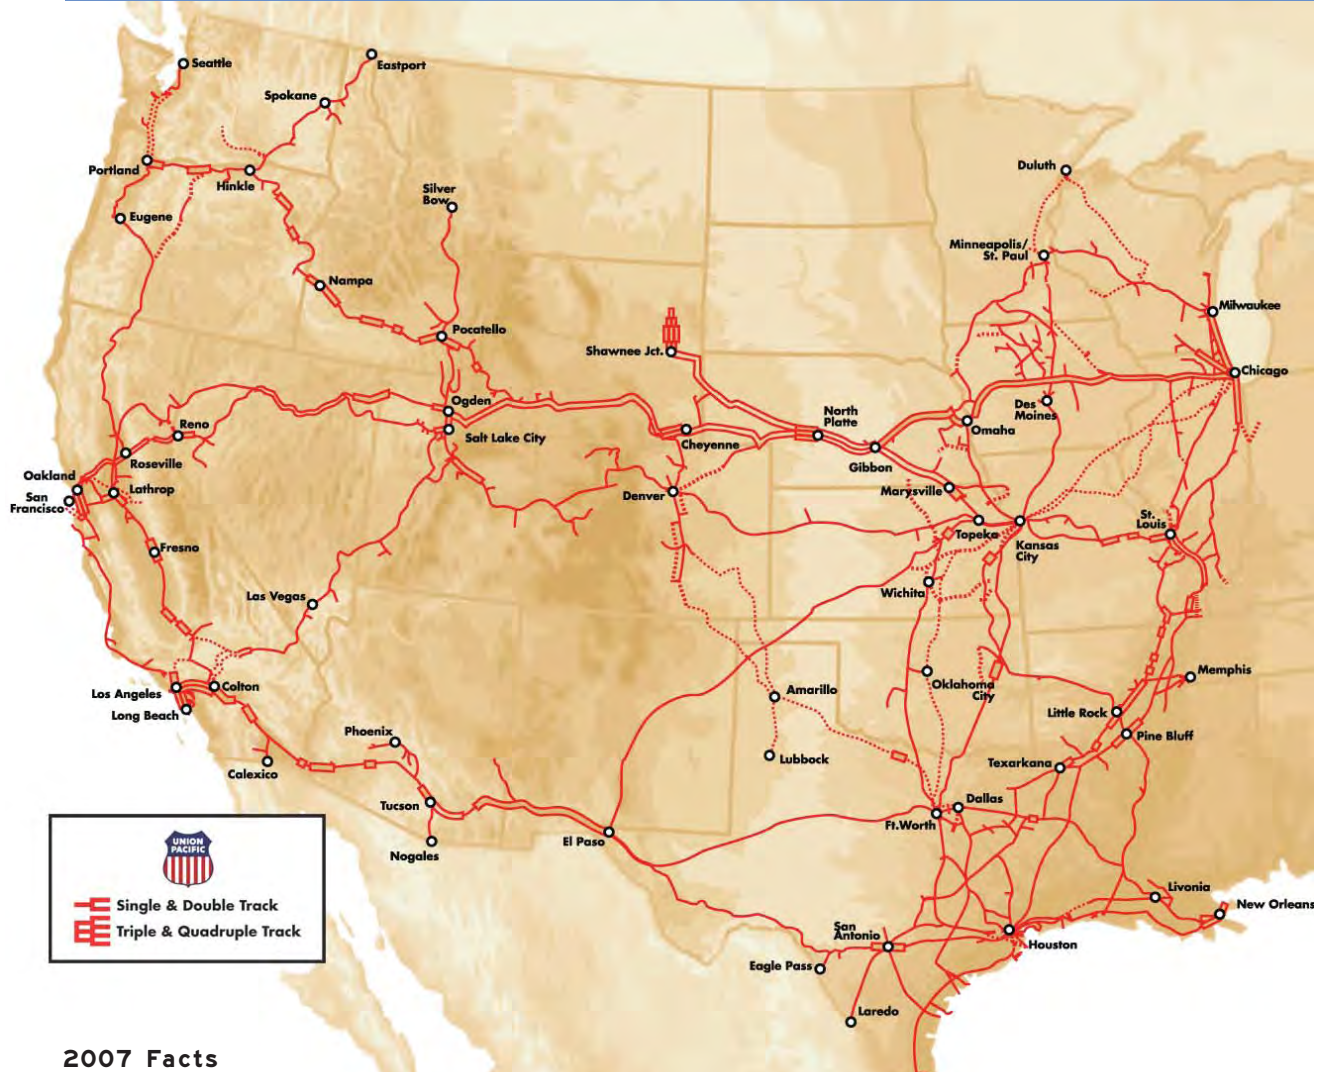 Seattle
Eastport
Spokane
Portland
Hinkle
Silver
Bow
Duluth
Eugene
Minneapolis/
St. Paul
Nampa
Milwaukee
Pocatello
Shawnee Jct.
Chicago
Ogden
Des
Moines
North
Platte
Reno
Salt Lake City
Cheyenne
Omaha
Roseville
Gibbon
Oakland
Lathrop
San
Francisco
Denver
Marysville
St.
Louis
Topeka
Kansas
City
Fresno
Las Vegas
Wichita
Memphis
Los Angeles
Colton
Amarillo
Oklahoma
City
Long Beach
Little Rock
Phoenix
Pine Bluff
Calexico
Lubbock
Texarkana
Tucson
Dallas
Ft.Worth
El Paso
Nogales
UNION
PACIFIC
Single & Double Track
Triple & Quadruple Track
Livonia
New Orleans
San
Antonio
Houston
Eagle Pass
Laredo
2007 Facts